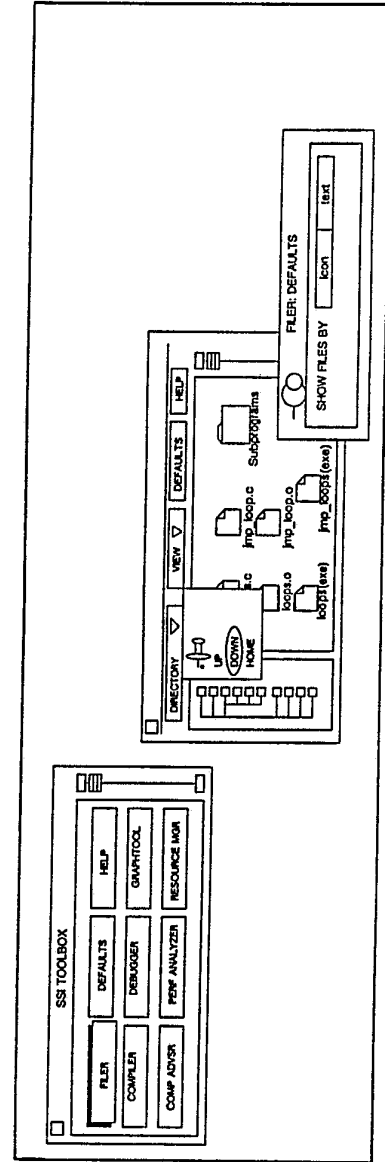 SSI TOOLBOX
FILER DEFAULTS HELP
COMPILER DEBUGGER GRAPHTOOL
COMP ADVSR PERF ANALYZER RESOURCE MGR
DIRECTORY VIEW DEFAULTS HELP
UP
DOWN
HOME
s.c jmp_loop.c Subprograms
loops.o jmp_loop.o
loops(exe) jmp_loops(exe)
FILER: DEFAULTS
SHOW FILES BY icon text